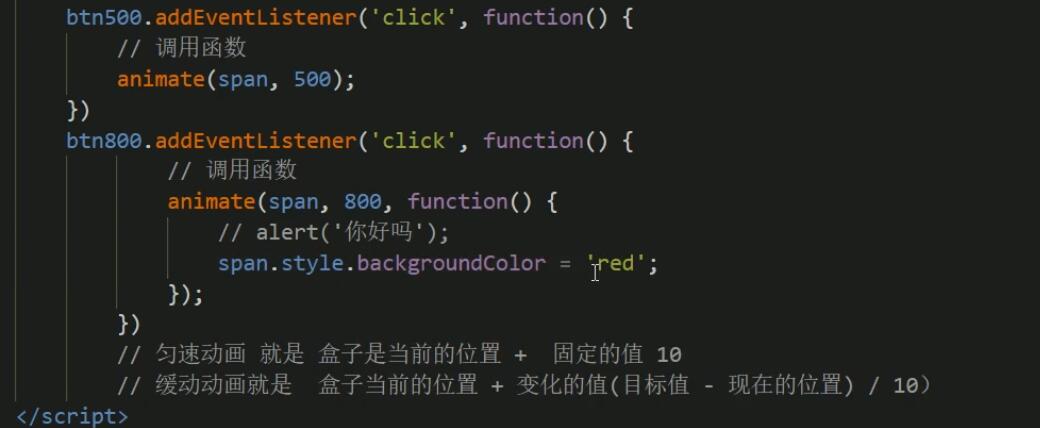 btn500.addEventListener('click', function() {
// 调用函数
animate(span, 500);
})
btn800.addEventListener('click', function() {
// 调用函数
animate(span, 800, function() {
// alert('你好吗');
span.style.backgroundColor = 'red';
});
})
// 匀速动画 就是 盒子是当前的位置 + 固定的值 10
// 缓动动画就是 盒子当前的位置 + 变化的值(目标值 - 现在的位置) / 10）
</script>